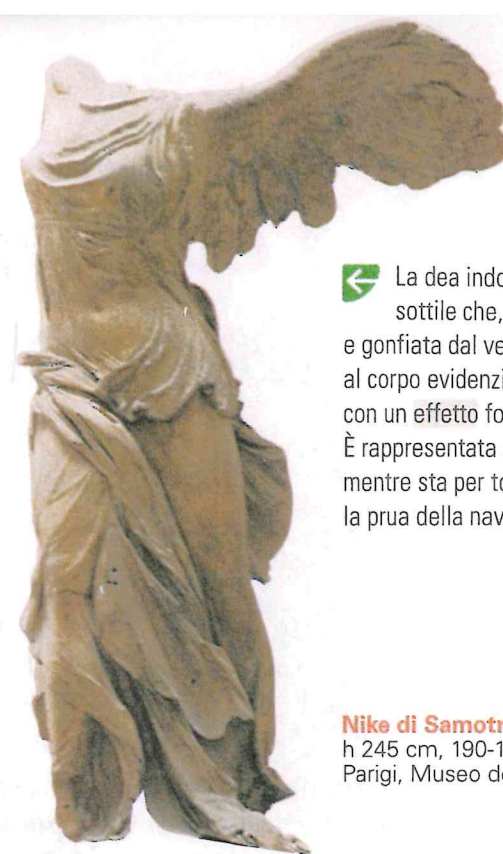 La dea indo
sottile che,
e gonfiata dal ve
al corpo evidenzi
con un effetto fo
È rappresentata
mentre sta per to
la prua della nav
Nike di Samotr
h 245 cm, 190-1
Parigi, Museo de